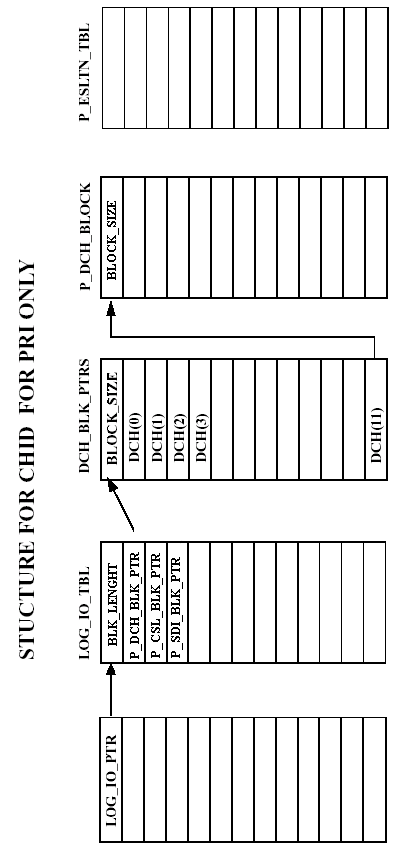 STUCTURE FOR CHID FOR PRI ONLY
LOG_IO_PTR
LOG_IO_TBL
BLK_LENGHT
P_DCH_BLK_PTR
P_CSL_BLK_PTR
P_SDI_BLK_PTR
DCH_BLK_PTRS
BLOCK_SIZE
DCH(0)
DCH(1)
DCH(2)
DCH(3)
DCH(11)
P_DCH_BLOCK
BLOCK_SIZE
P_ESLTN_TBL